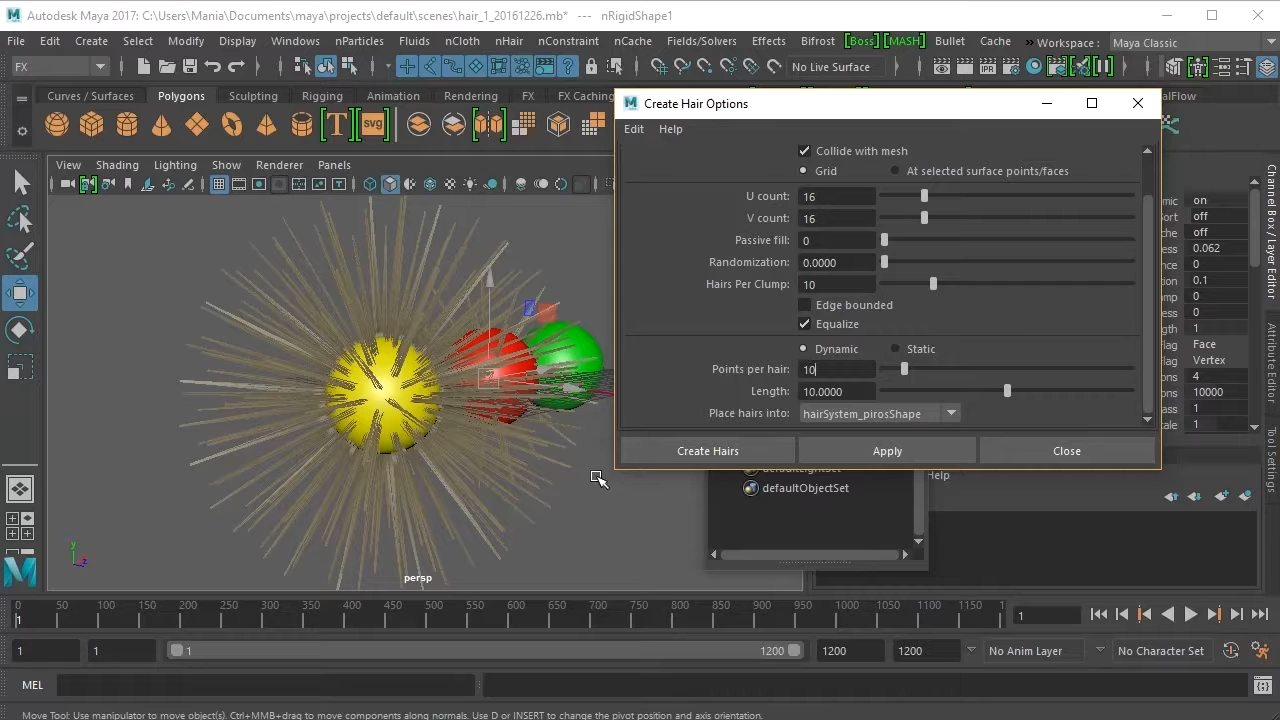 Autodesk Maya 2017: C:\Users\Mania\Documents\maya\projects\default\scenes\hair_1_20161226.mb* --- nRigidShape1
File Edit Create Select Modify Display Windows nParticles Fluids nCloth nHair nConstraint nCache Fields/Solvers Effects Bifrost [Boss] [MASH] Bullet Cache » Workspace : Maya Classic
FX No Live Surface IPR
Curves / Surfaces Polygons Sculpting Rigging Animation Rendering FX FX Caching
T svg
View Shading Lighting Show Renderer Panels
Create Hair Options
Edit Help
Collide with mesh
Grid At selected surface points/faces
U count: 16
V count: 16
Passive fill: 0
Randomization: 0.0000
Hairs Per Clump: 10
Edge bounded
Equalize
Dynamic Static
Points per hair: 10
Length: 10.0000
Place hairs into: hairSystem_pirosShape
Create Hairs Apply Close
on
off
off
0.062
0
0.1
0
0
1
Face
Vertex
4
10000
1
1
Channel Box / Layer Editor
Tool Settings
Help
defaultObjectSet
persp
0 50 100 150 200 250 300 350 400 450 500 550 600 650 700 750 800 850 900 950 1000 1050 1100 1150
1 1
1 1 1 1200 1200 1200 No Anim Layer No Character Set
MEL
Move Tool: Use manipulator to move object(s). Ctrl+MMB+drag to move components along normals. Use D or INSERT to change the pivot position and axis orientation.